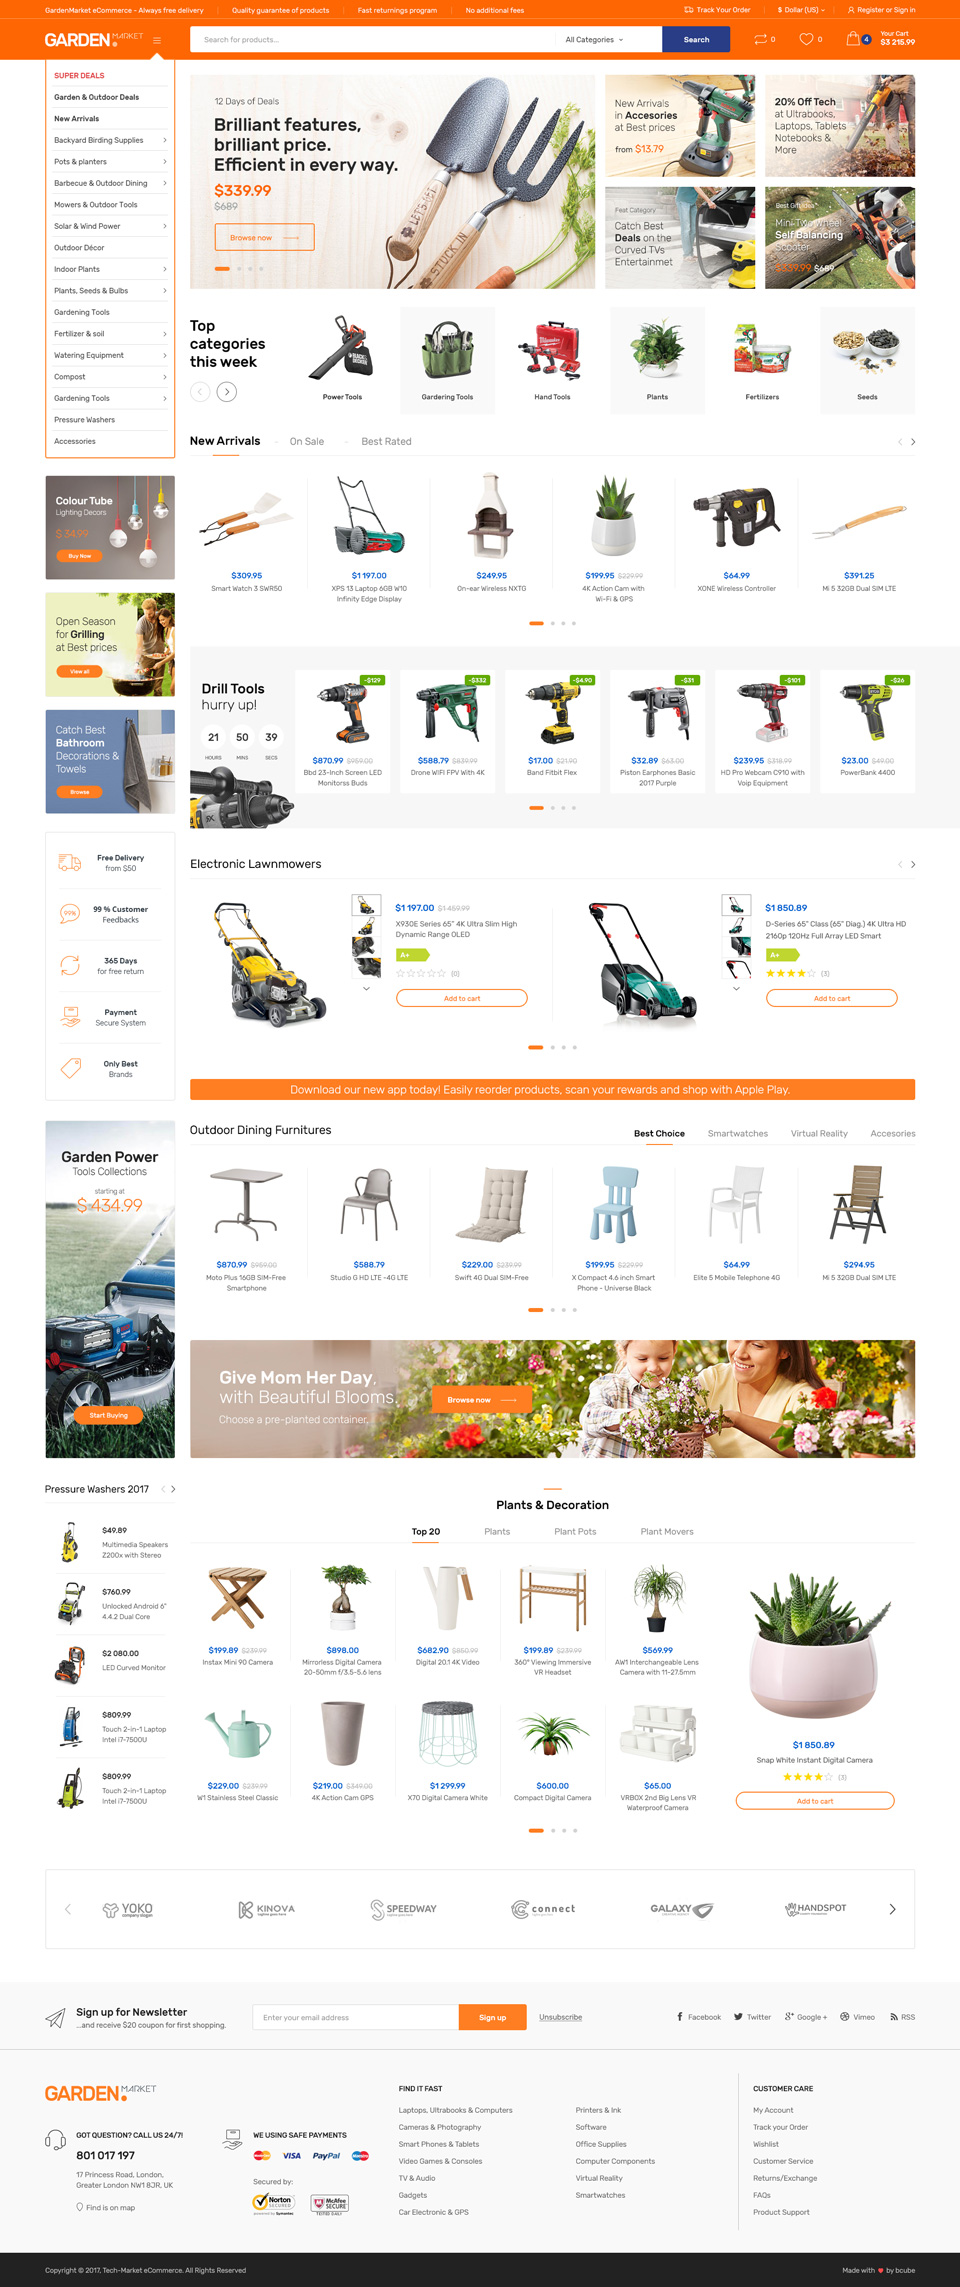 GardenMarket eCommerce - Always free delivery
Quality guarantee of products
Fast returnings program
No additional fees
Track Your Order
$ Dollar (US)
Register or Sign in
GARDEN. MARKET
Search for products...
All Categories
Search
0
0
4
Your Cart
$3 215.99
SUPER DEALS
Garden & Outdoor Deals
New Arrivals
Backyard Birding Supplies
Pots & planters
Barbecue & Outdoor Dining
Mowers & Outdoor Tools
Solar & Wind Power
Outdoor Décor
Indoor Plants
Plants, Seeds & Bulbs
Gardening Tools
Fertilizer & soil
Watering Equipment
Compost
Gardening Tools
Pressure Washers
Accessories
12 Days of Deals
Brilliant features,
brilliant price.
Efficient in every way.
$339.99
$689
Browse now
LET'S GET
STUCK IN
New Arrivals
in Accesories
at Best prices
from $13.79
20% Off Tech
at Ultrabooks,
Laptops, Tablets
Notebooks &
More
Feat Category
Catch Best
Deals on the
Curved TVs
Entertainmet
Best Gift Idea
Mini Two Wheel
Self Balancing
Scooter
$339.99 $689
Top
categories
this week
Power Tools
Gardering Tools
Hand Tools
Plants
Fertilizers
Seeds
New Arrivals
On Sale
Best Rated
$309.95
Smart Watch 3 SWR50
$1 197.00
XPS 13 Laptop 6GB W10
Infinity Edge Display
$249.95
On-ear Wireless NXTG
$199.95 $229.99
4K Action Cam with
Wi-Fi & GPS
$64.99
XONE Wireless Controller
$391.25
Mi 5 32GB Dual SIM LTE
Colour Tube
Lighting Decors
$ 34.99
Buy Now
Open Season
for Grilling
at Best prices
View all
Catch Best
Bathroom
Decorations &
Towels
Browse
Drill Tools
hurry up!
21
50
39
HOURS
MINS
SECS
-$129
$870.99 $959.00
Bbd 23-Inch Screen LED
Monitorss Buds
-$332
$588.79 $839.99
Drone WIFI FPV With 4K
-$4.90
$17.00 $21.90
Band Fitbit Flex
-$31
$32.89 $63.00
Piston Earphones Basic
2017 Purple
-$101
$239.95 $318.99
HD Pro Webcam C910 with
Voip Equipment
-$26
$23.00 $49.00
PowerBank 4400
Free Delivery
from $50
99%
99 % Customer
Feedbacks
365 Days
for free return
Payment
Secure System
Only Best
Brands
Electronic Lawnmowers
$1 197.00 $1 459.99
X930E Series 65" 4K Ultra Slim High
Dynamic Range OLED
A+
(0)
Add to cart
$1 850.89
D-Series 65" Class (65" Diag.) 4K Ultra HD
2160p 120Hz Full Array LED Smart
A+
(3)
Add to cart
Download our new app today! Easily reorder products, scan your rewards and shop with Apple Play.
Garden Power
Tools Collections
starting at
$ 434.99
Start Buying
Outdoor Dining Furnitures
Best Choice
Smartwatches
Virtual Reality
Accesories
$870.99 $959.00
Moto Plus 16GB SIM-Free
Smartphone
$588.79
Studio G HD LTE -4G LTE
$229.00 $239.99
Swift 4G Dual SIM-Free
$199.95 $229.99
X Compact 4.6 inch Smart
Phone - Universe Black
$64.99
Elite 5 Mobile Telephone 4G
$294.95
Mi 5 32GB Dual SIM LTE
Give Mom Her Day,
with Beautiful Blooms.
Choose a pre-planted container,
Browse now
Pressure Washers 2017
$49.89
Multimedia Speakers
Z200x with Stereo
$760.99
Unlocked Android 6"
4.4.2 Dual Core
$2 080.00
LED Curved Monitor
$809.99
Touch 2-in-1 Laptop
Intel i7-7500U
$809.99
Touch 2-in-1 Laptop
Intel i7-7500U
Plants & Decoration
Top 20
Plants
Plant Pots
Plant Movers
$199.89 $239.99
Instax Mini 90 Camera
$898.00
Mirrorless Digital Camera
20-50mm f/3.5-5.6 lens
$682.90 $850.99
Digital 20.1 4K Video
$199.89 $239.99
360° Viewing Immersive
VR Headset
$569.99
AW1 Interchangeable Lens
Camera with 11-27.5mm
$229.00 $239.99
W1 Stainless Steel Classic
$219.00 $349.00
4K Action Cam GPS
$1 299.99
X70 Digital Camera White
$600.00
Compact Digital Camera
$65.00
VRBOX 2nd Big Lens VR
Waterproof Camera
$1 850.89
Snap White Instant Digital Camera
(3)
Add to cart
YOKO
company slogan
KINOVA
SPEEDWAY
connect
GALAXY
HANDSPOT
Sign up for Newsletter
...and receive $20 coupon for first shopping.
Enter your email address
Sign up
Unsubscribe
Facebook
Twitter
Google +
Vimeo
RSS
GARDEN. MARKET
GOT QUESTION? CALL US 24/7!
801 017 197
17 Princess Road, London,
Greater London NW1 8JR, UK
Find is on map
WE USING SAFE PAYMENTS
VISA
PayPal
Secured by:
Norton
SECURED
powered by Symantec
McAfee
SECURE
FIND IT FAST
Laptops, Ultrabooks & Computers
Cameras & Photography
Smart Phones & Tablets
Video Games & Consoles
TV & Audio
Gadgets
Car Electronic & GPS
Printers & Ink
Software
Office Supplies
Computer Components
Virtual Reality
Smartwatches
CUSTOMER CARE
My Account
Track your Order
Wishlist
Customer Service
Returns/Exchange
FAQs
Product Support
Copyright © 2017, Tech-Market eCommerce. All Rights Reserved
Made with ♥ by bcube